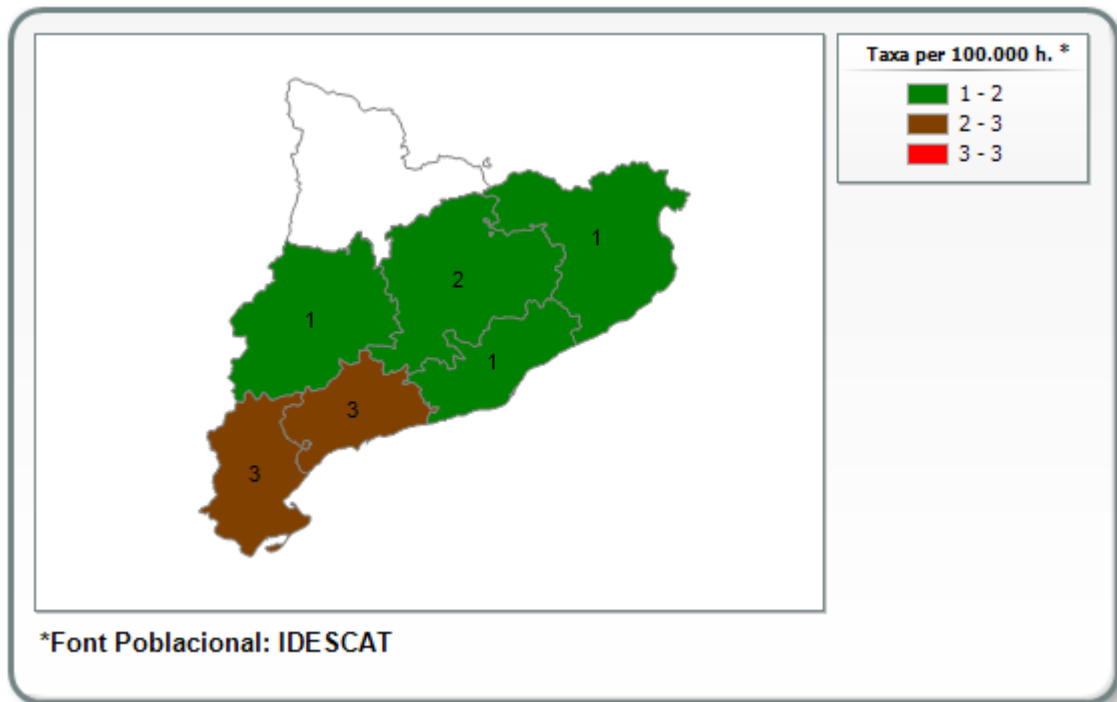 Taxa per 100.000 h. *
1 - 2
2 - 3
3 - 3
1
2
1
1
3
3
*Font Poblacional: IDESCAT